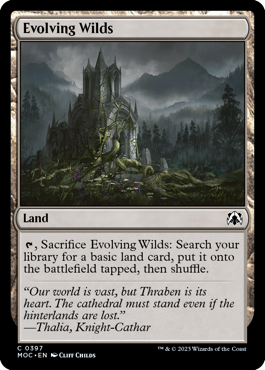 Evolving Wilds
Land
, Sacrifice Evolving Wilds: Search your
library for a basic land card, put it onto
the battlefield tapped, then shuffle.
“Our world is vast, but Thraben is its
heart. The cathedral must stand even if the
hinterlands are lost.”
—Thalia, Knight-Cathar
C 0397
MOC • EN CLIFF CHILDS
™ & © 2023 Wizards of the Coast